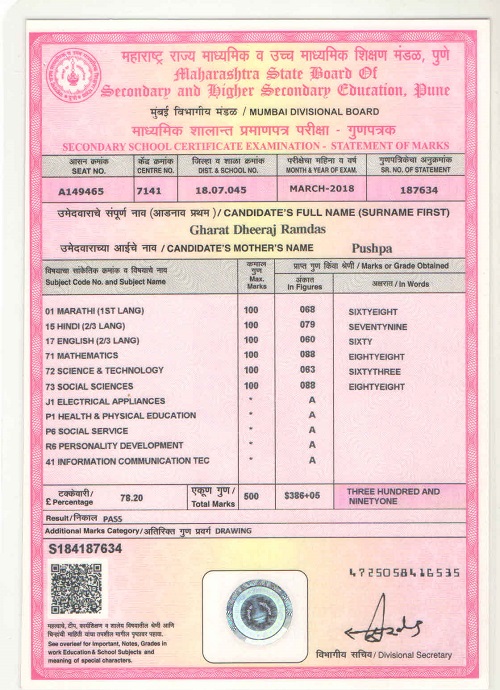 महाराष्ट्र राज्य माध्यमिक व उच्च माध्यमिक शिक्षण मंडळ, पुणे
Maharashtra State Board Of
Secondary and Higher Secondary Education, Pune
मुंबई विभागीय मंडळ / MUMBAI DIVISIONAL BOARD
माध्यमिक शालान्त प्रमाणपत्र परीक्षा - गुणपत्रक
SECONDARY SCHOOL CERTIFICATE EXAMINATION - STATEMENT OF MARKS
आसन क्रमांक केंद्र क्रमांक जिल्हा व शाळा क्रमांक परीक्षेचा महिना व वर्ष गुणपत्रिकेचा अनुक्रमांक
SEAT NO. CENTRE NO. DIST. & SCHOOL NO. MONTH & YEAR OF EXAM. SR. NO. OF STATEMENT
A149465 7141 18.07.045 MARCH-2018 187634
उमेदवाराचे संपूर्ण नाव (आडनाव प्रथम) / CANDIDATE'S FULL NAME (SURNAME FIRST)
Gharat Dheeraj Ramdas
उमेदवाराच्या आईचे नाव / CANDIDATE'S MOTHER'S NAME Pushpa
विषयाचा सांकेतिक क्रमांक व विषयाचे नाव कमाल गुण प्राप्त गुण किंवा श्रेणी / Marks or Grade Obtained
Subject Code No. and Subject Name Max. Marks अंकात In Figures अक्षरात / In Words
01 MARATHI (1ST LANG) 100 068 SIXTYEIGHT
15 HINDI (2/3 LANG) 100 079 SEVENTYNINE
17 ENGLISH (2/3 LANG) 100 060 SIXTY
71 MATHEMATICS 100 088 EIGHTYEIGHT
72 SCIENCE & TECHNOLOGY 100 063 SIXTYTHREE
73 SOCIAL SCIENCES 100 088 EIGHTYEIGHT
J1 ELECTRICAL APPLIANCES * A
P1 HEALTH & PHYSICAL EDUCATION * A
P6 SOCIAL SERVICE * A
R6 PERSONALITY DEVELOPMENT * A
41 INFORMATION COMMUNICATION TEC * A
टक्केवारी / £ Percentage 78.20 एकूण गुण / Total Marks 500 $386+05 THREE HUNDRED AND
NINETYONE
Result/निकाल PASS
Additional Marks Category/अतिरिक्त गुण प्रवर्ग DRAWING
S184187634
4725058416535
महत्वाचे, टीप, कार्यशिक्षण व शालेय विषयातील श्रेणी आणि
चिन्हांची माहिती यांचा तपशील मागील पृष्ठावर पहावा.
See overleaf for Important, Notes, Grades in
work Education & School Subjects and
meaning of special characters.
विभागीय सचिव / Divisional Secretary